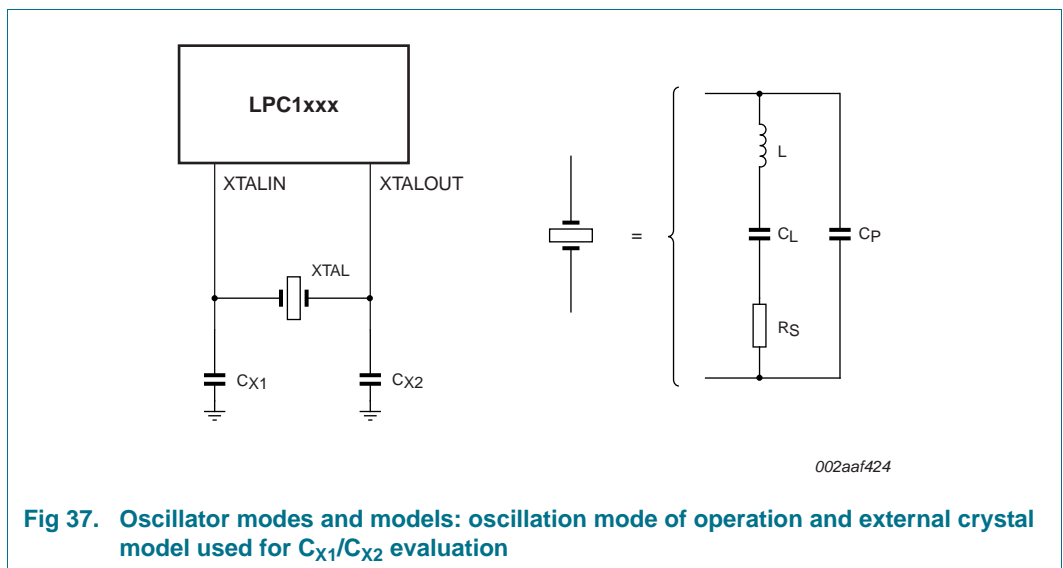 LPC1xxx
XTALIN
XTALOUT
XTAL
CX1
CX2
=
L
CL
CP
RS
002aaf424
Fig 37. Oscillator modes and models: oscillation mode of operation and external crystal
model used for CX1/CX2 evaluation